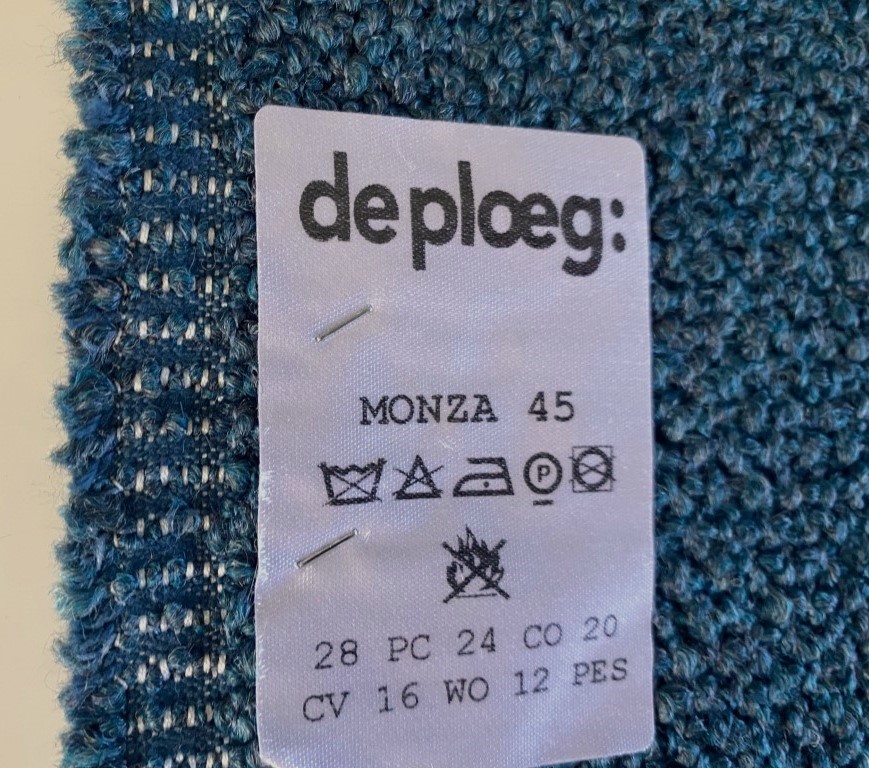 de ploeg:
MONZA 45
P
28 PC 24 CO 20
CV 16 WO 12 PES